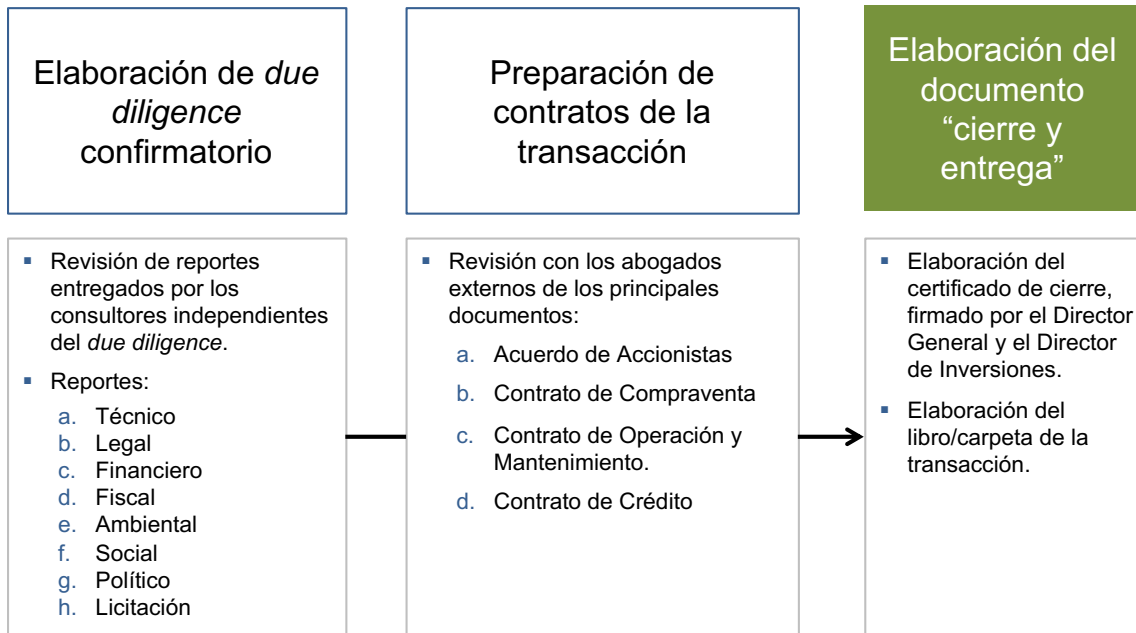 Elaboración de due
diligence
confirmatorio
Preparación de
contratos de la
transacción
Elaboración del
documento
“cierre y
entrega”
▪ Revisión de reportes
entregados por los
consultores independientes
del due diligence.
▪ Reportes:
a. Técnico
b. Legal
c. Financiero
d. Fiscal
e. Ambiental
f. Social
g. Político
h. Licitación
▪ Revisión con los abogados
externos de los principales
documentos:
a. Acuerdo de Accionistas
b. Contrato de Compraventa
c. Contrato de Operación y
Mantenimiento.
d. Contrato de Crédito
▪ Elaboración del
certificado de cierre,
firmado por el Director
General y el Director
de Inversiones.
▪ Elaboración del
libro/carpeta de la
transacción.